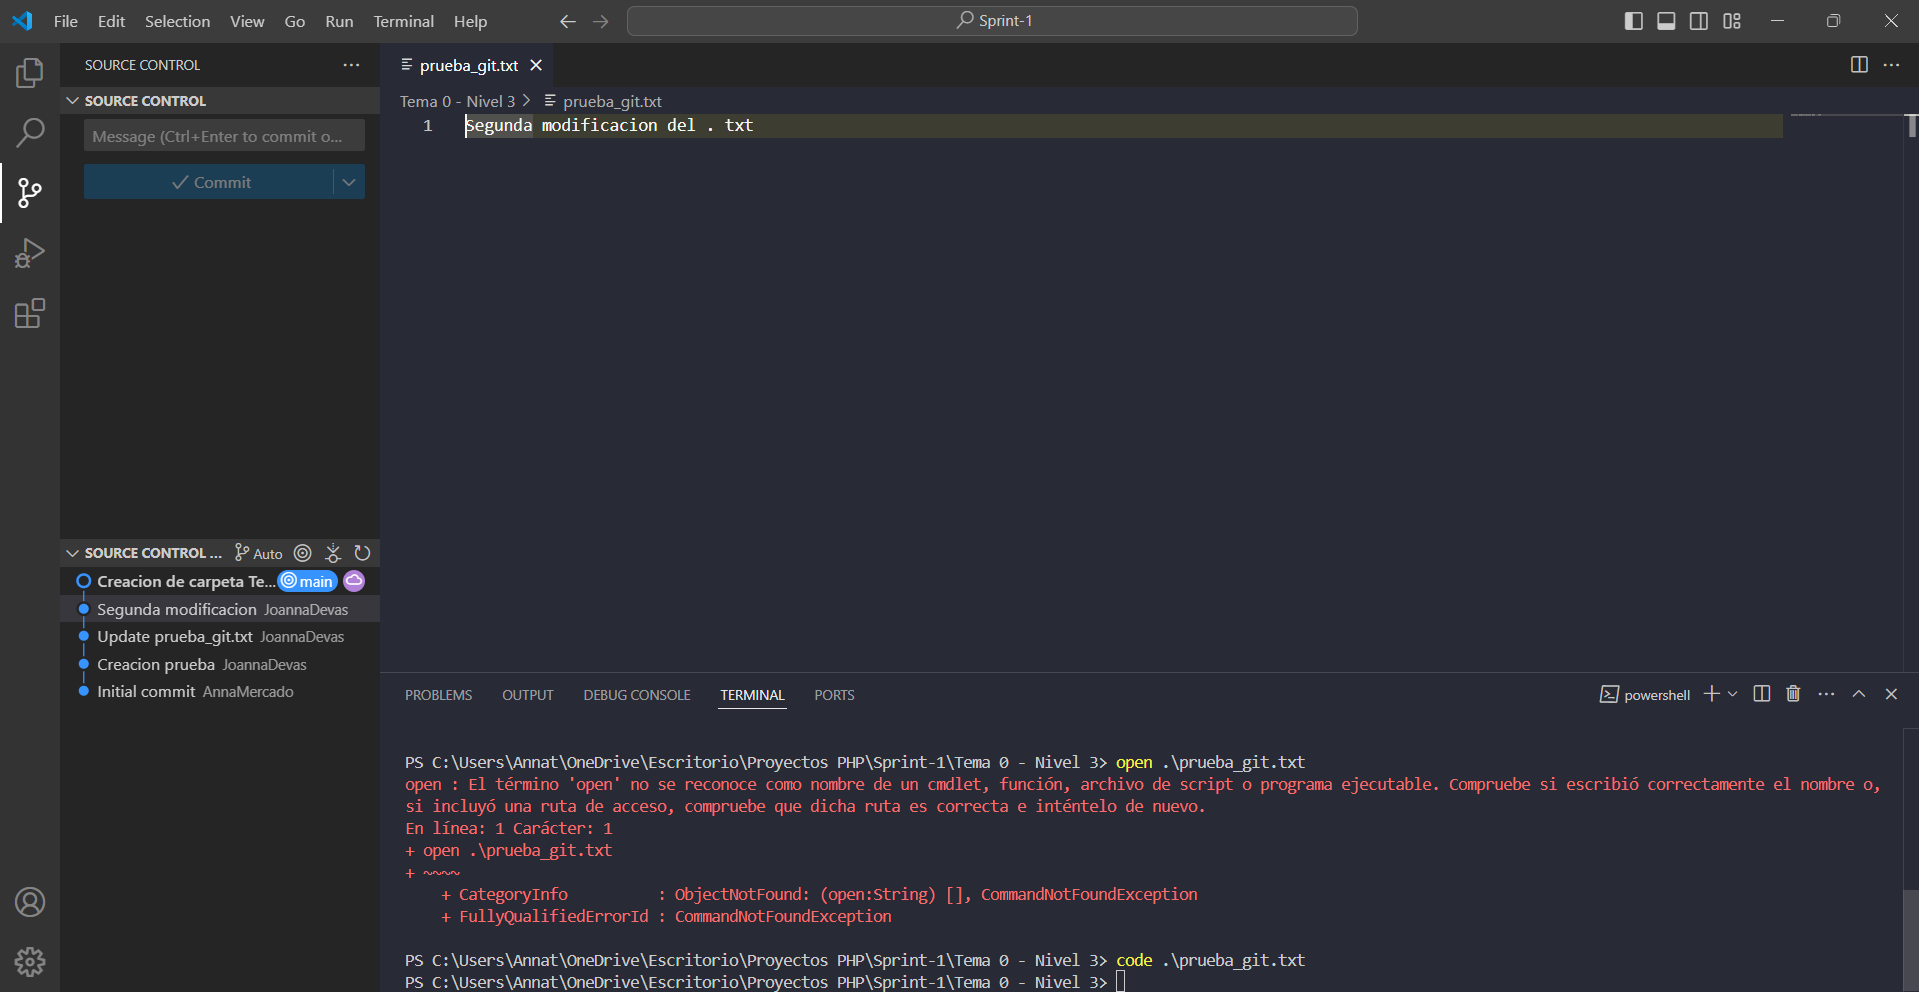 File Edit Selection View Go Run Terminal Help
Sprint-1
SOURCE CONTROL
SOURCE CONTROL
Message (Ctrl+Enter to commit o...
Commit
SOURCE CONTROL ... Auto
Creacion de carpeta Te... main
Segunda modificacion JoannaDevas
Update prueba_git.txt JoannaDevas
Creacion prueba JoannaDevas
Initial commit AnnaMercado
prueba_git.txt
Tema 0 - Nivel 3 > prueba_git.txt
1 Segunda modificacion del . txt
PROBLEMS OUTPUT DEBUG CONSOLE TERMINAL PORTS
powershell
PS C:\Users\Annat\OneDrive\Escritorio\Proyectos PHP\Sprint-1\Tema 0 - Nivel 3> open .\prueba_git.txt
open : El término 'open' no se reconoce como nombre de un cmdlet, función, archivo de script o programa ejecutable. Compruebe si escribió correctamente el nombre o,
si incluyó una ruta de acceso, compruebe que dicha ruta es correcta e inténtelo de nuevo.
En línea: 1 Carácter: 1
+ open .\prueba_git.txt
+ ~~~~
+ CategoryInfo : ObjectNotFound: (open:String) [], CommandNotFoundException
+ FullyQualifiedErrorId : CommandNotFoundException
PS C:\Users\Annat\OneDrive\Escritorio\Proyectos PHP\Sprint-1\Tema 0 - Nivel 3> code .\prueba_git.txt
PS C:\Users\Annat\OneDrive\Escritorio\Proyectos PHP\Sprint-1\Tema 0 - Nivel 3>